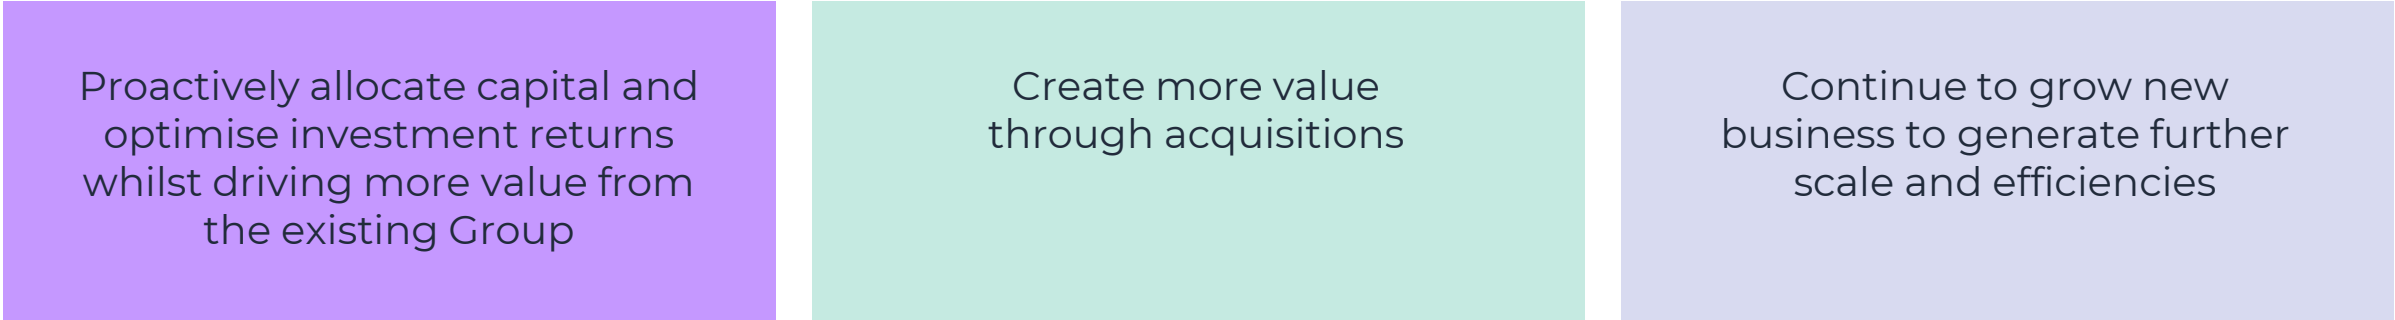 Proactively allocate capital and
optimise investment returns
whilst driving more value from
the existing Group
Create more value
through acquisitions
Continue to grow new
business to generate further
scale and efficiencies